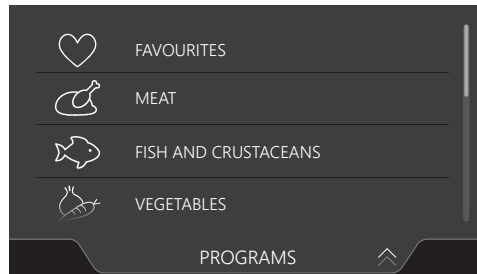 FAVOURITES
MEAT
FISH AND CRUSTACEANS
VEGETABLES
PROGRAMS